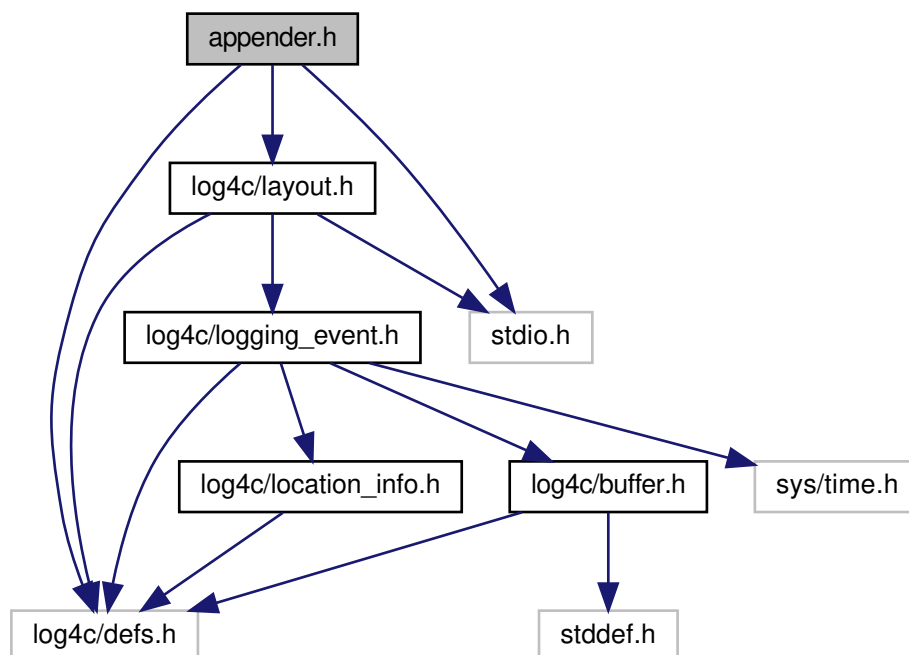 appender.h
log4c/layout.h
log4c/logging_event.h
stdio.h
log4c/location_info.h
log4c/buffer.h
sys/time.h
log4c/defs.h
stddef.h